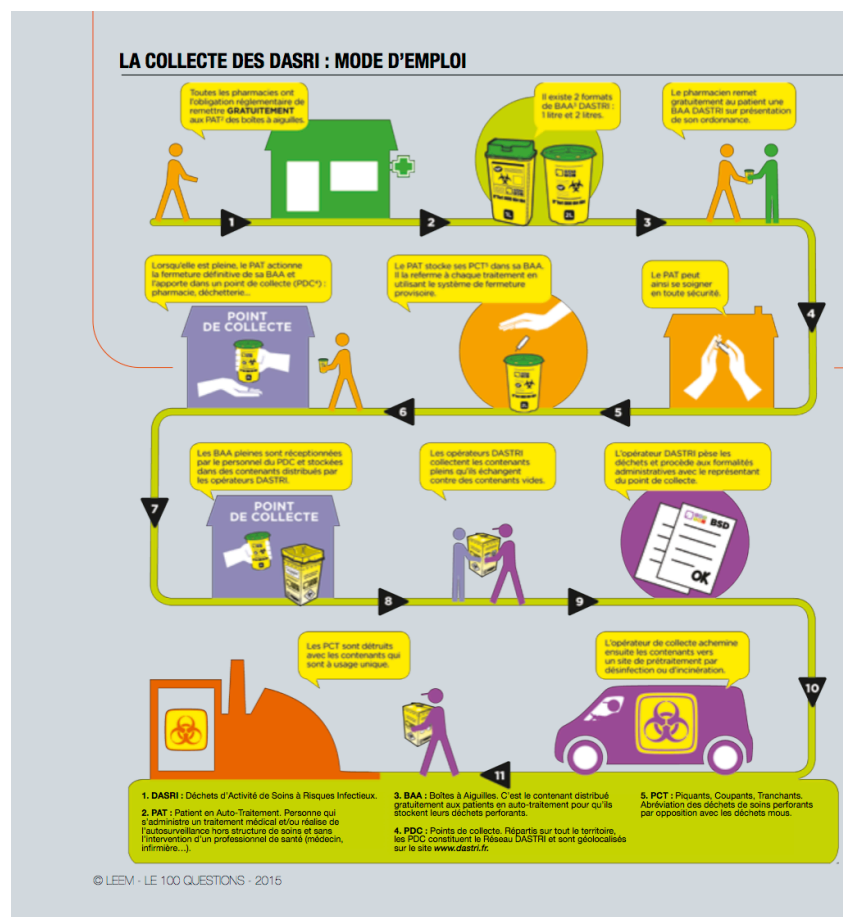 LA COLLECTE DES DASRI : MODE D'EMPLOI
Toutes les pharmacies ont
l'obligation réglementaire de
remettre GRATUITEMENT
aux PAT² des boîtes à aiguilles.
Il existe 2 formats
de BAA³ DASTRI :
1 litre et 2 litres.
Le pharmacien remet
gratuitement au patient une
BAA DASTRI sur présentation
de son ordonnance.
1L
2L
1
2
3
Lorsqu'elle est pleine, le PAT actionne
la fermeture définitive de sa BAA et
l'apporte dans un point de collecte (PDC⁴) :
pharmacie, déchetterie...
Le PAT stocke ses PCT⁵ dans sa BAA.
Il la referme à chaque traitement en
utilisant le système de fermeture
provisoire.
Le PAT peut
ainsi se soigner
en toute sécurité.
4
POINT
DE COLLECTE
6
5
Les BAA pleines sont réceptionnées
par le personnel du PDC et stockées
dans des contenants distribués par
les opérateurs DASTRI.
Les opérateurs DASTRI
collectent les contenants
pleins qu'ils échangent
contre des contenants vides.
L'opérateur DASTRI pèse les
déchets et procède aux formalités
administratives avec le représentant
du point de collecte.
7
POINT
DE COLLECTE
BSD
OK
8
9
Les PCT sont détruits
avec les contenants qui
sont à usage unique.
L'opérateur de collecte achemine
ensuite les contenants vers
un site de prétraitement par
désinfection ou d'incinération.
10
11
1. DASRI : Déchets d'Activité de Soins à Risques Infectieux.
2. PAT : Patient en Auto-Traitement. Personne qui
s'administre un traitement médical et/ou réalise de
l'autosurveillance hors structure de soins et sans
l'intervention d'un professionnel de santé (médecin,
infirmière…).
3. BAA : Boîtes à Aiguilles. C'est le contenant distribué
gratuitement aux patients en auto-traitement pour qu'ils
stockent leurs déchets perforants.
4. PDC : Points de collecte. Répartis sur tout le territoire,
les PDC constituent le Réseau DASTRI et sont géolocalisés
sur le site www.dastri.fr.
5. PCT : Piquants, Coupants, Tranchants.
Abréviation des déchets de soins perforants
par opposition avec les déchets mous.
© LEEM - LE 100 QUESTIONS - 2015